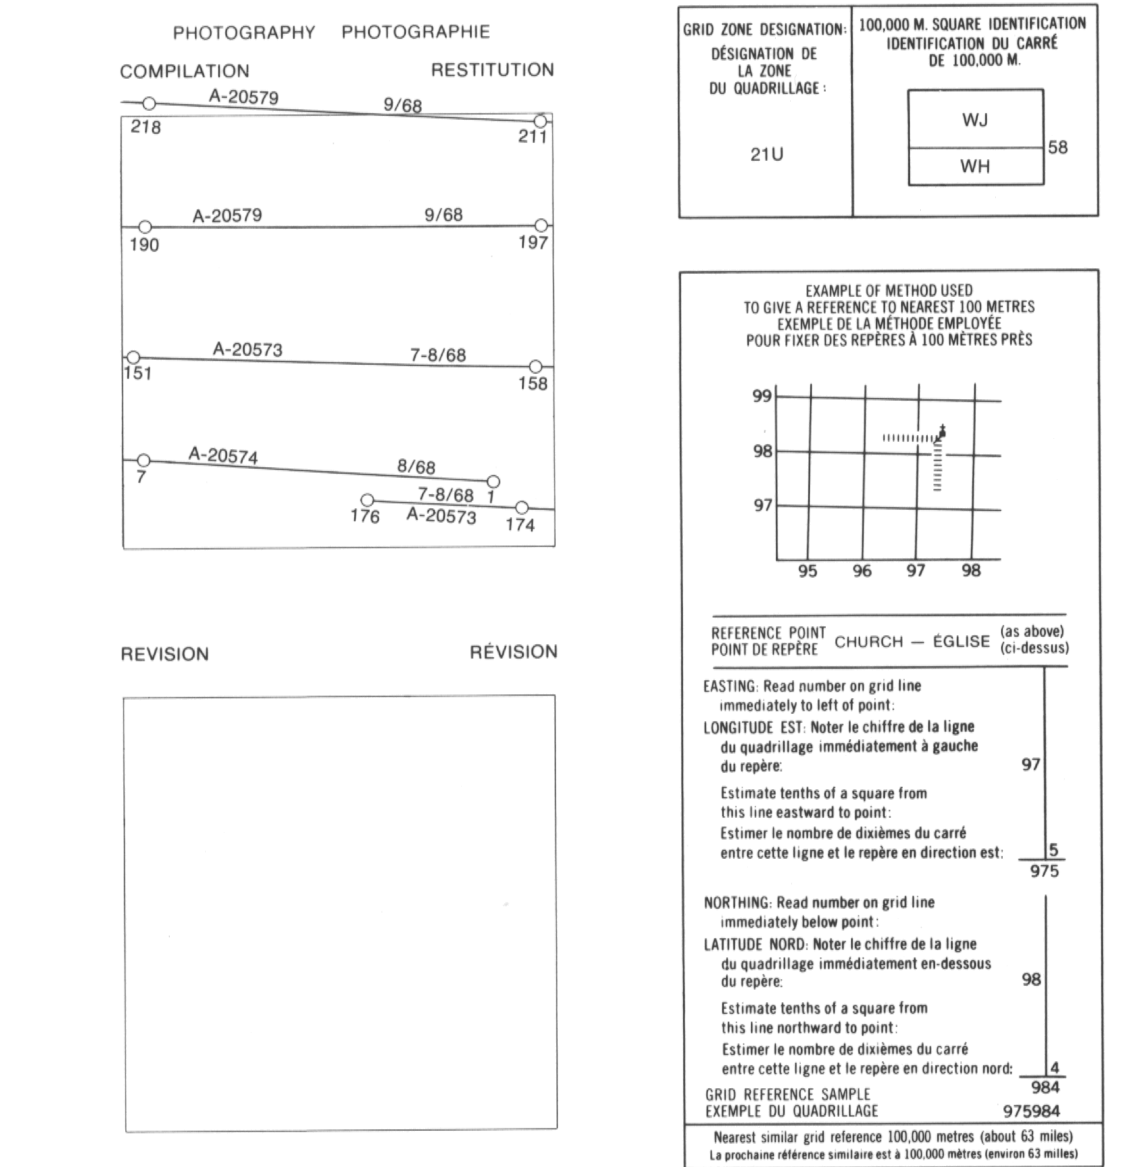 PHOTOGRAPHY PHOTOGRAPHIE
COMPILATION RESTITUTION
A-20579 9/68
218 211
A-20579 9/68
190 197
A-20573 7-8/68
151 158
A-20574 8/68
7 1
7-8/68
176 A-20573 174
REVISION RÉVISION
GRID ZONE DESIGNATION:
DÉSIGNATION DE
LA ZONE
DU QUADRILLAGE :
21U
100,000 M. SQUARE IDENTIFICATION
IDENTIFICATION DU CARRÉ
DE 100,000 M.
WJ
58
WH
EXAMPLE OF METHOD USED
TO GIVE A REFERENCE TO NEAREST 100 METRES
EXEMPLE DE LA MÉTHODE EMPLOYÉE
POUR FIXER DES REPÈRES À 100 MÈTRES PRÈS
99
98
97
95 96 97 98
REFERENCE POINT
POINT DE REPÈRE
CHURCH — ÉGLISE
(as above)
(ci-dessus)
EASTING: Read number on grid line
immediately to left of point:
LONGITUDE EST: Noter le chiffre de la ligne
du quadrillage immédiatement à gauche
du repère: 97
Estimate tenths of a square from
this line eastward to point:
Estimer le nombre de dixièmes du carré
entre cette ligne et le repère en direction est: 5
975
NORTHING: Read number on grid line
immediately below point:
LATITUDE NORD: Noter le chiffre de la ligne
du quadrillage immédiatement en-dessous
du repère: 98
Estimate tenths of a square from
this line northward to point:
Estimer le nombre de dixièmes du carré
entre cette ligne et le repère en direction nord: 4
984
GRID REFERENCE SAMPLE
EXEMPLE DU QUADRILLAGE 975984
Nearest similar grid reference 100,000 metres (about 63 miles)
La prochaine référence similaire est à 100,000 mètres (environ 63 milles)